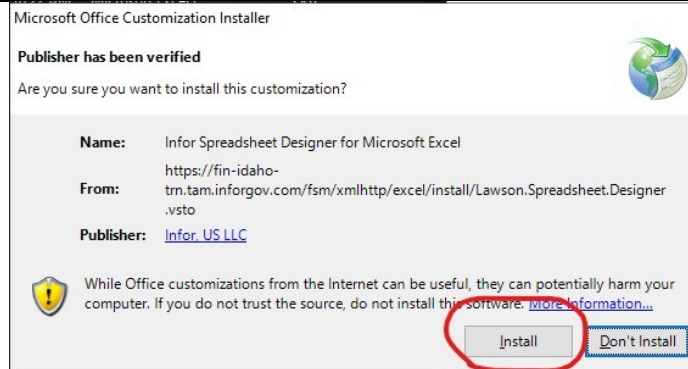 Microsoft Office Customization Installer
Publisher has been verified
Are you sure you want to install this customization?
Name: Infor Spreadsheet Designer for Microsoft Excel
From: https://fin-idaho-
trn.tam.inforgov.com/fsm/xmlhttp/excel/install/Lawson.Spreadsheet.Designer
.vsto
Publisher: Infor, US LLC
While Office customizations from the Internet can be useful, they can potentially harm your
computer. If you do not trust the source, do not install this software. More Information...
Install Don't Install